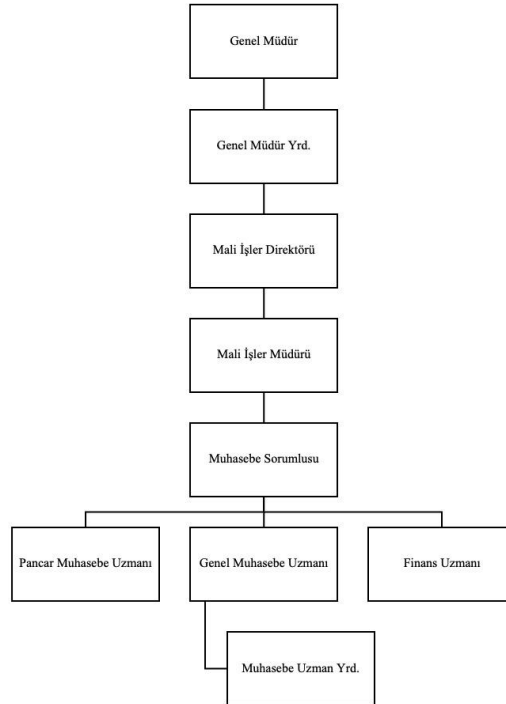 Genel Müdür
Genel Müdür Yrd.
Mali İşler Direktörü
Mali İşler Müdürü
Muhasebe Sorumlusu
Pancar Muhasebe Uzmanı
Genel Muhasebe Uzmanı
Finans Uzmanı
Muhasebe Uzman Yrd.